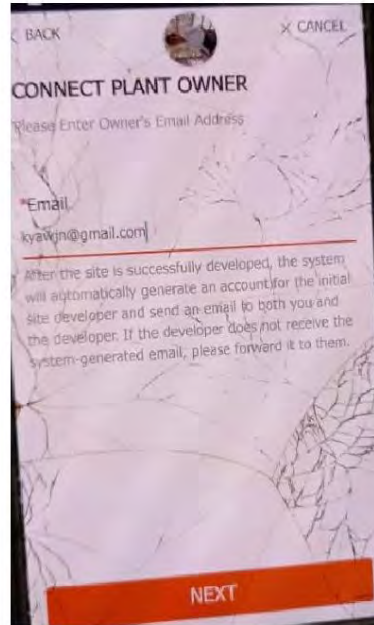 < BACK
X CANCEL
CONNECT PLANT OWNER
Please Enter Owner's Email Address
*Email
kyawjn@gmail.com
After the site is successfully developed, the system
will automatically generate an account for the initial
site developer and send an email to both you and
the developer. If the developer does not receive the
system-generated email, please forward it to them.
NEXT